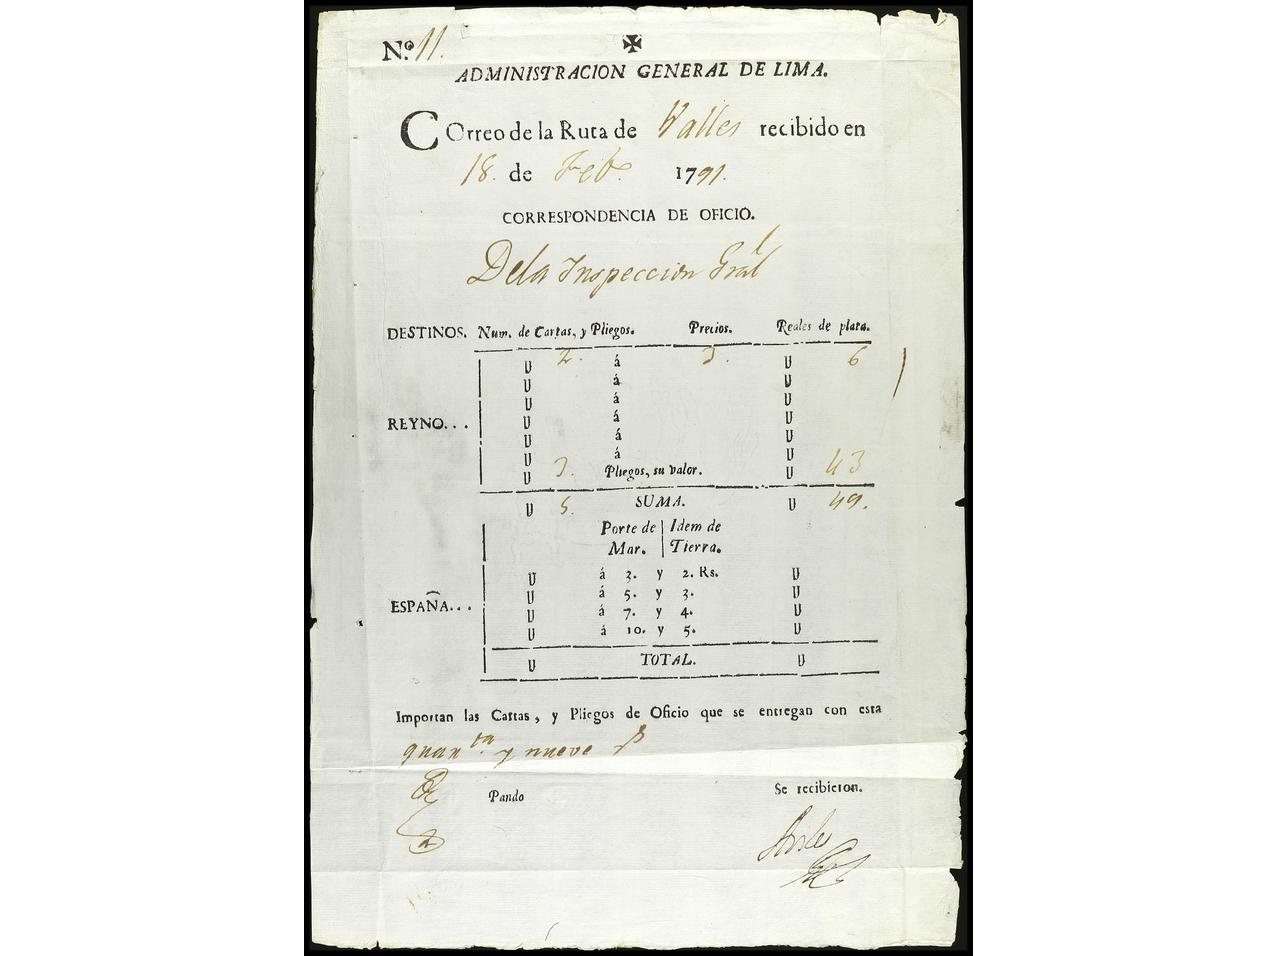 N.º 11.
✠
ADMINISTRACION GENERAL DE LIMA.
COrreo de la Ruta de Valles recibido en
18. de Feb.º 1791.
CORRESPONDENCIA DE OFICIO.
De la Inspeccion Gral
DESTINOS. Num. de Cartas, y Pliegos. Precios. Reales de plata.
U 2. á 3. U 6
U á U
U á U
REYNO... U á U
U á U
U á U
U 3. Pliegos, su valor. U 43
U 5. SUMA. U 49.
Porte de Mar. | Idem de Tierra.
U á 3. y 2. Rs. U
U á 5. y 3. U
ESPAÑA... U á 7. y 4. U
U á 10. y 5. U
U TOTAL. U
Importan las Cartas, y Pliegos de Oficio que se entregan con esta
quarenta y nueve rs
Pando Se recibieron.